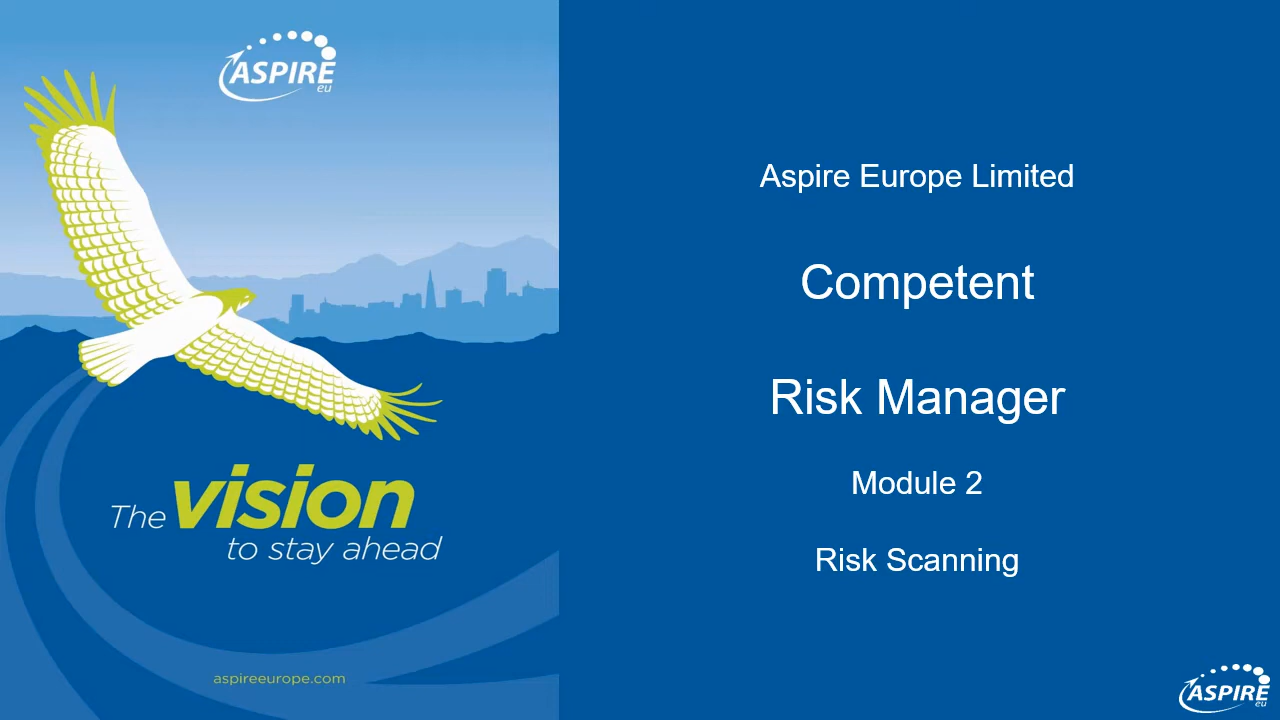 ASPIRE
eu
The vision
to stay ahead
aspireeurope.com
Aspire Europe Limited
Competent
Risk Manager
Module 2
Risk Scanning
ASPIRE
eu